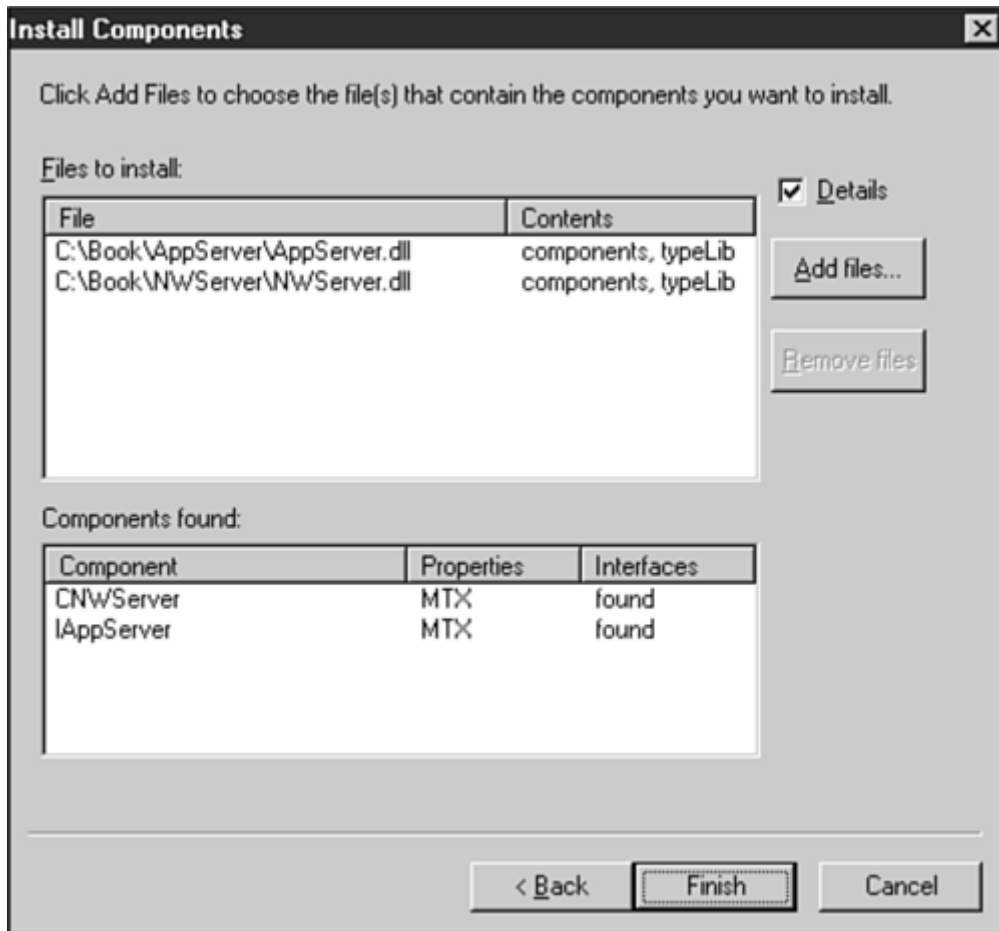 Install Components
Click Add Files to choose the file(s) that contain the components you want to install.
Files to install:
Details
File Contents
C:\Book\AppServer\AppServer.dll components, typeLib
C:\Book\NWServer\NWServer.dll components, typeLib
Add files...
Remove files
Components found:
Component Properties Interfaces
CNWServer MTX found
IAppServer MTX found
< Back Finish Cancel